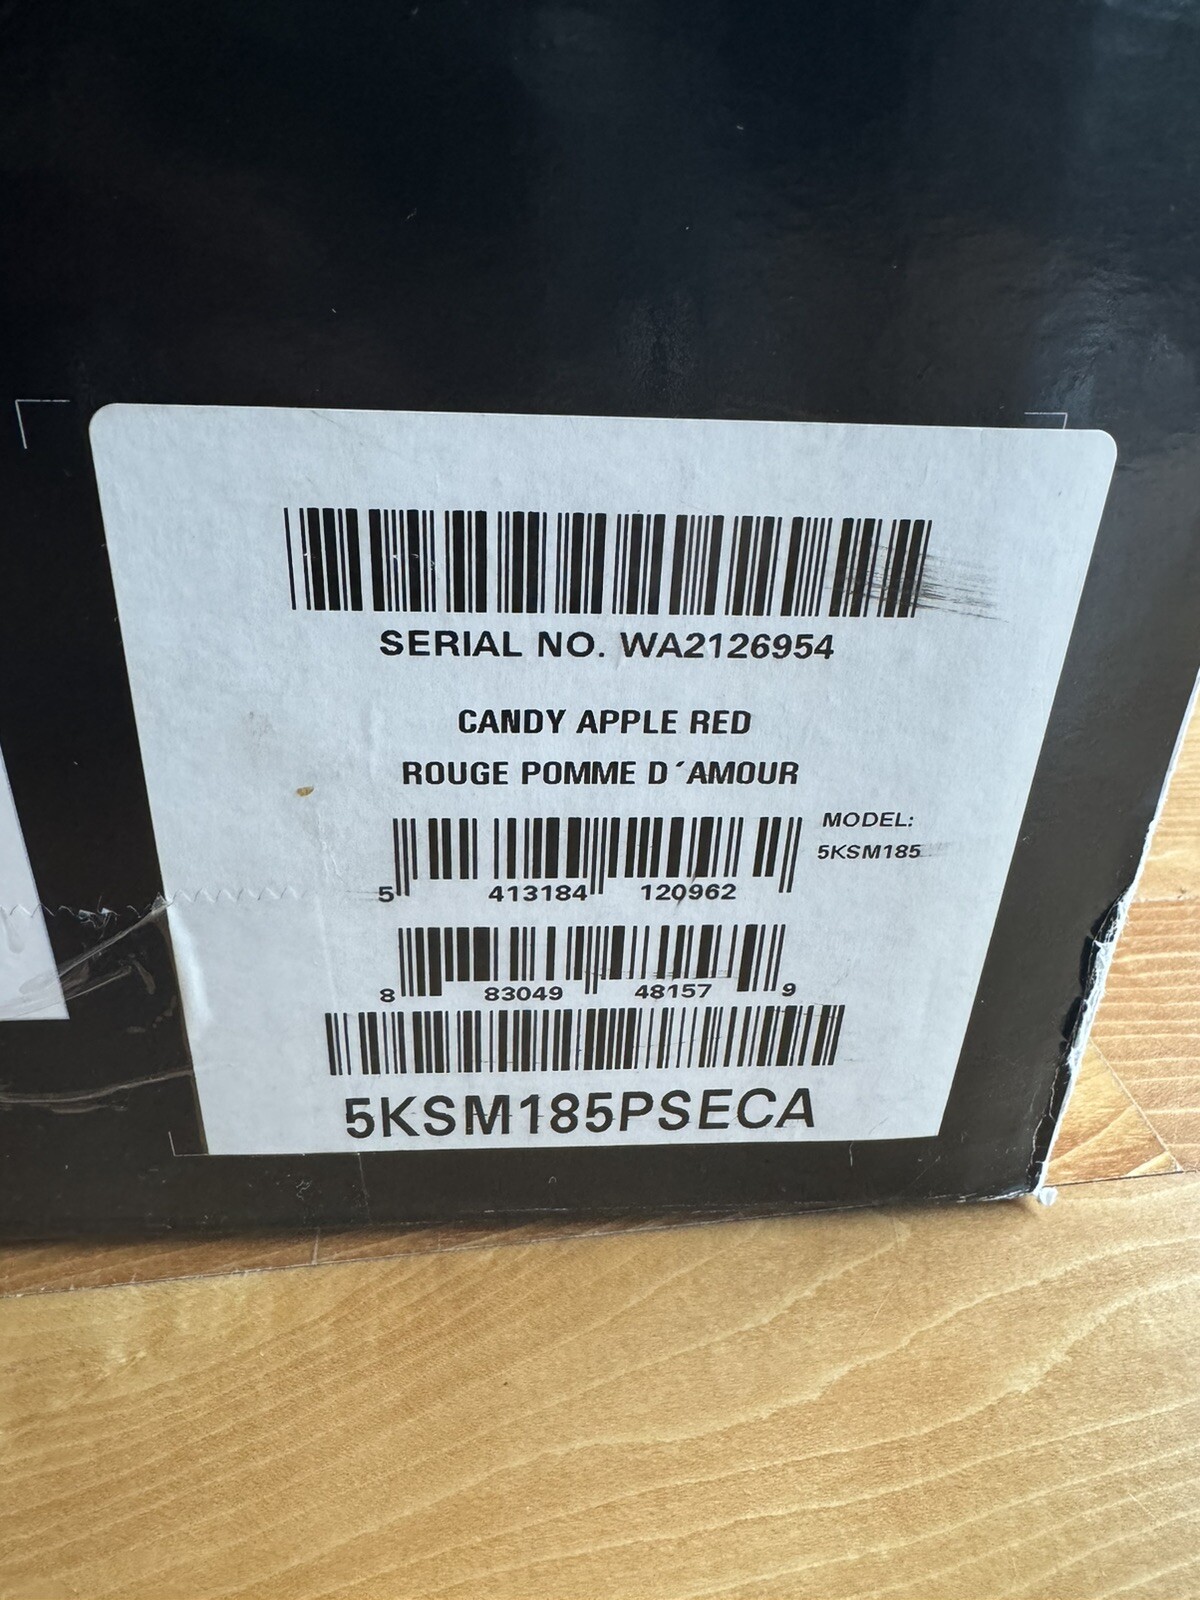 SERIAL NO. WA2126954
CANDY APPLE RED
ROUGE POMME D´AMOUR
MODEL:
5KSM185
5 413184 120962
8 83049 48157 9
5KSM185PSECA